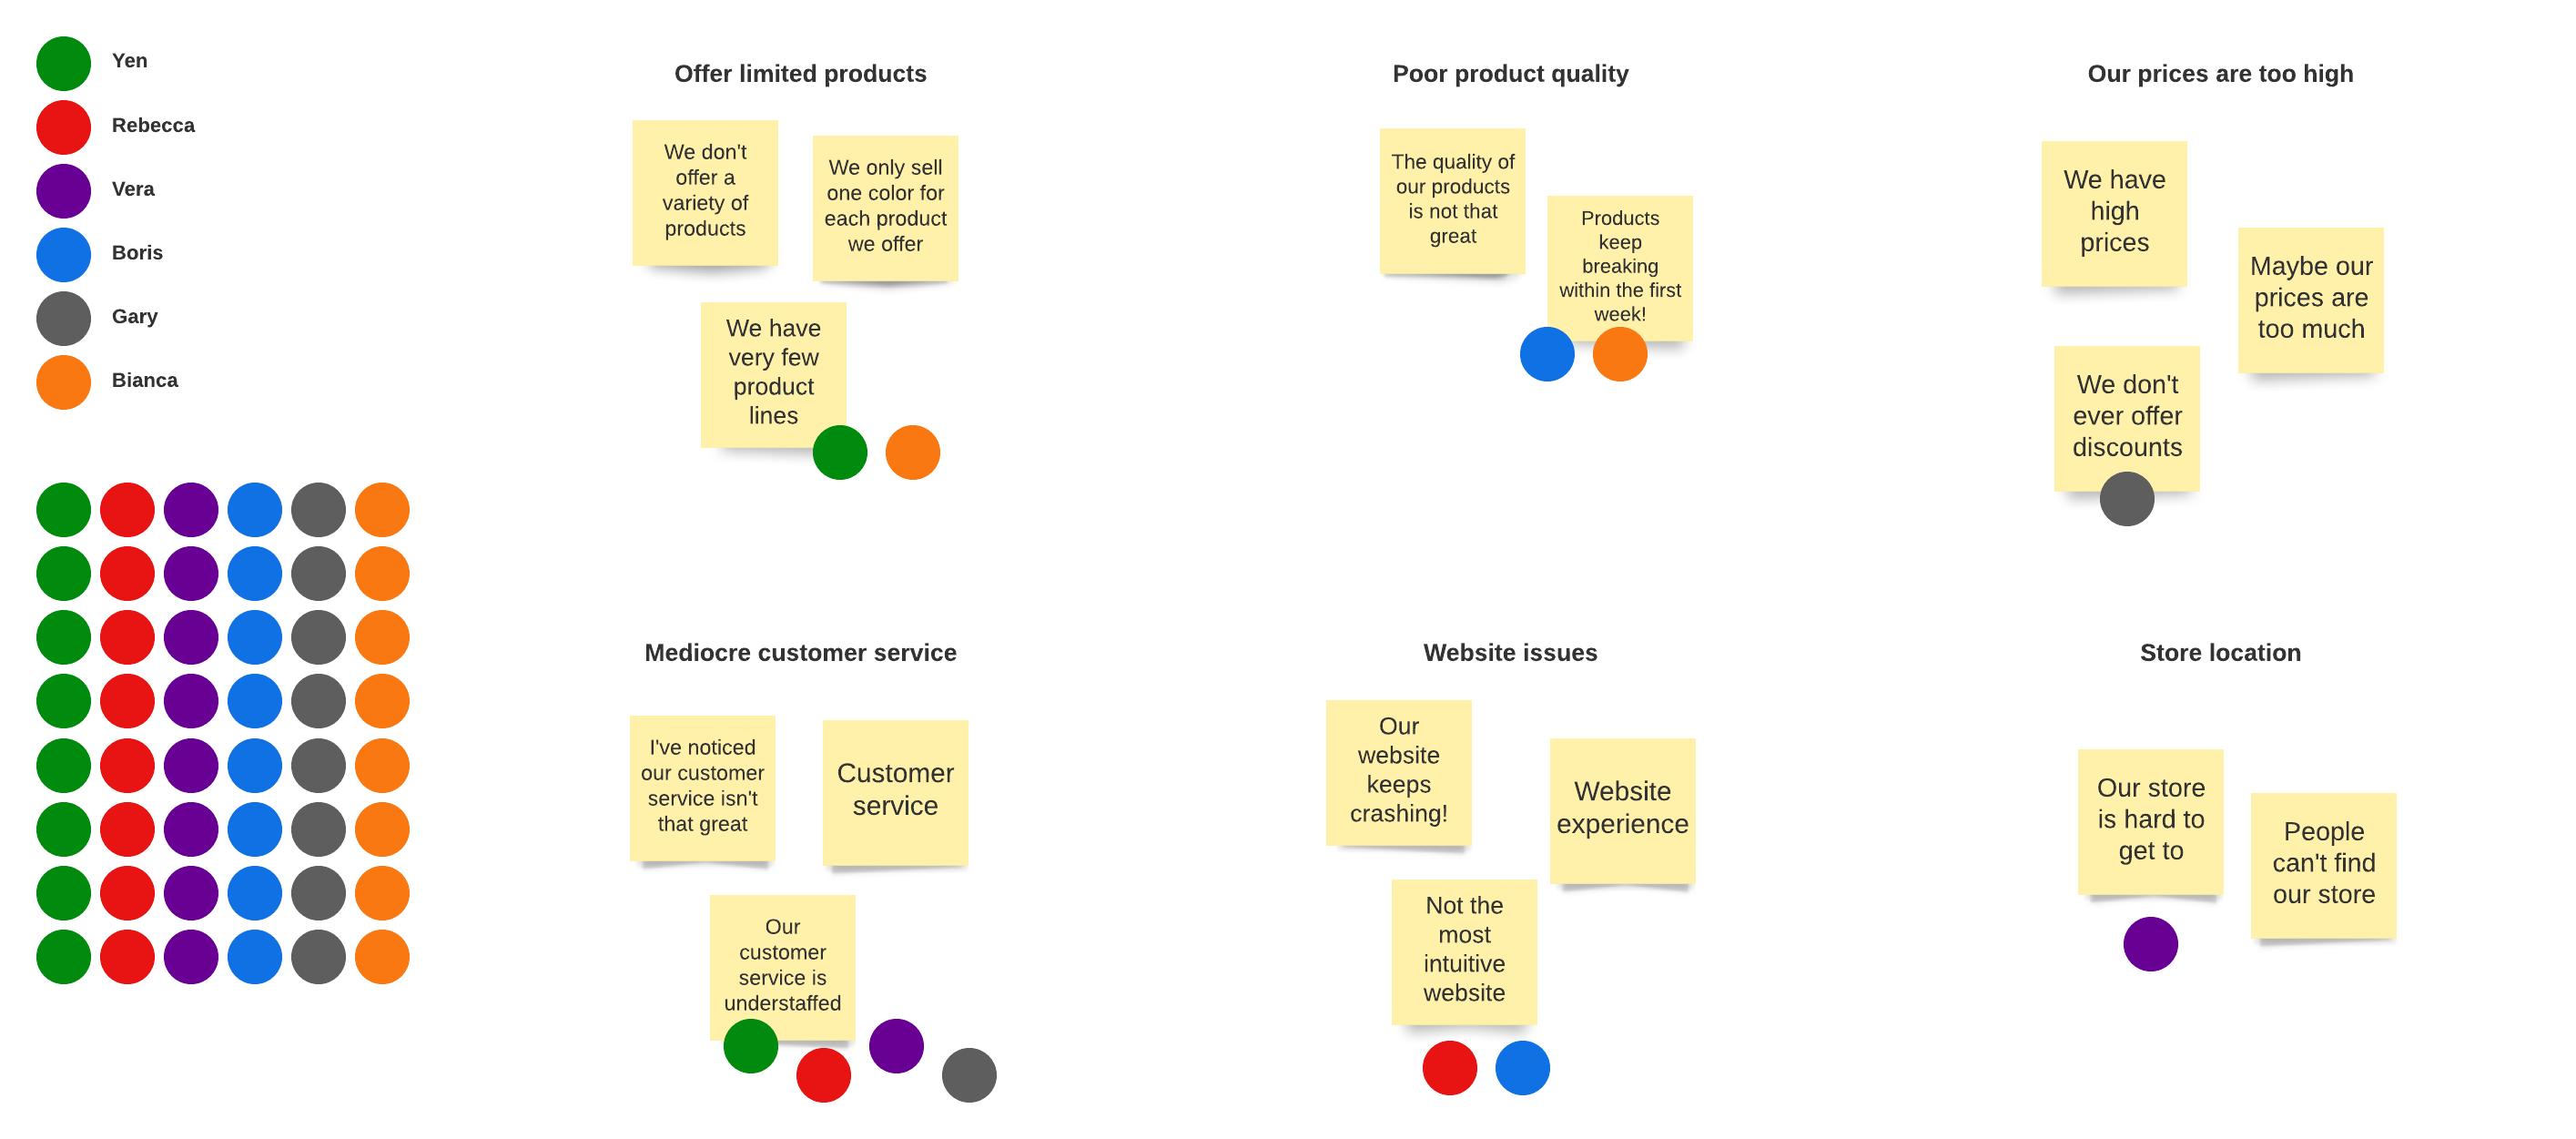 Yen
Rebecca
Vera
Boris
Gary
Bianca
Offer limited products
We don't
offer a
variety of
products
We only sell
one color for
each product
we offer
We have
very few
product
lines
Poor product quality
The quality of
our products
is not that
great
Products
keep
breaking
within the first
week!
Our prices are too high
We have
high
prices
Maybe our
prices are
too much
We don't
ever offer
discounts
Mediocre customer service
I've noticed
our customer
service isn't
that great
Customer
service
Our
customer
service is
understaffed
Website issues
Our
website
keeps
crashing!
Website
experience
Not the
most
intuitive
website
Store location
Our store
is hard to
get to
People
can't find
our store